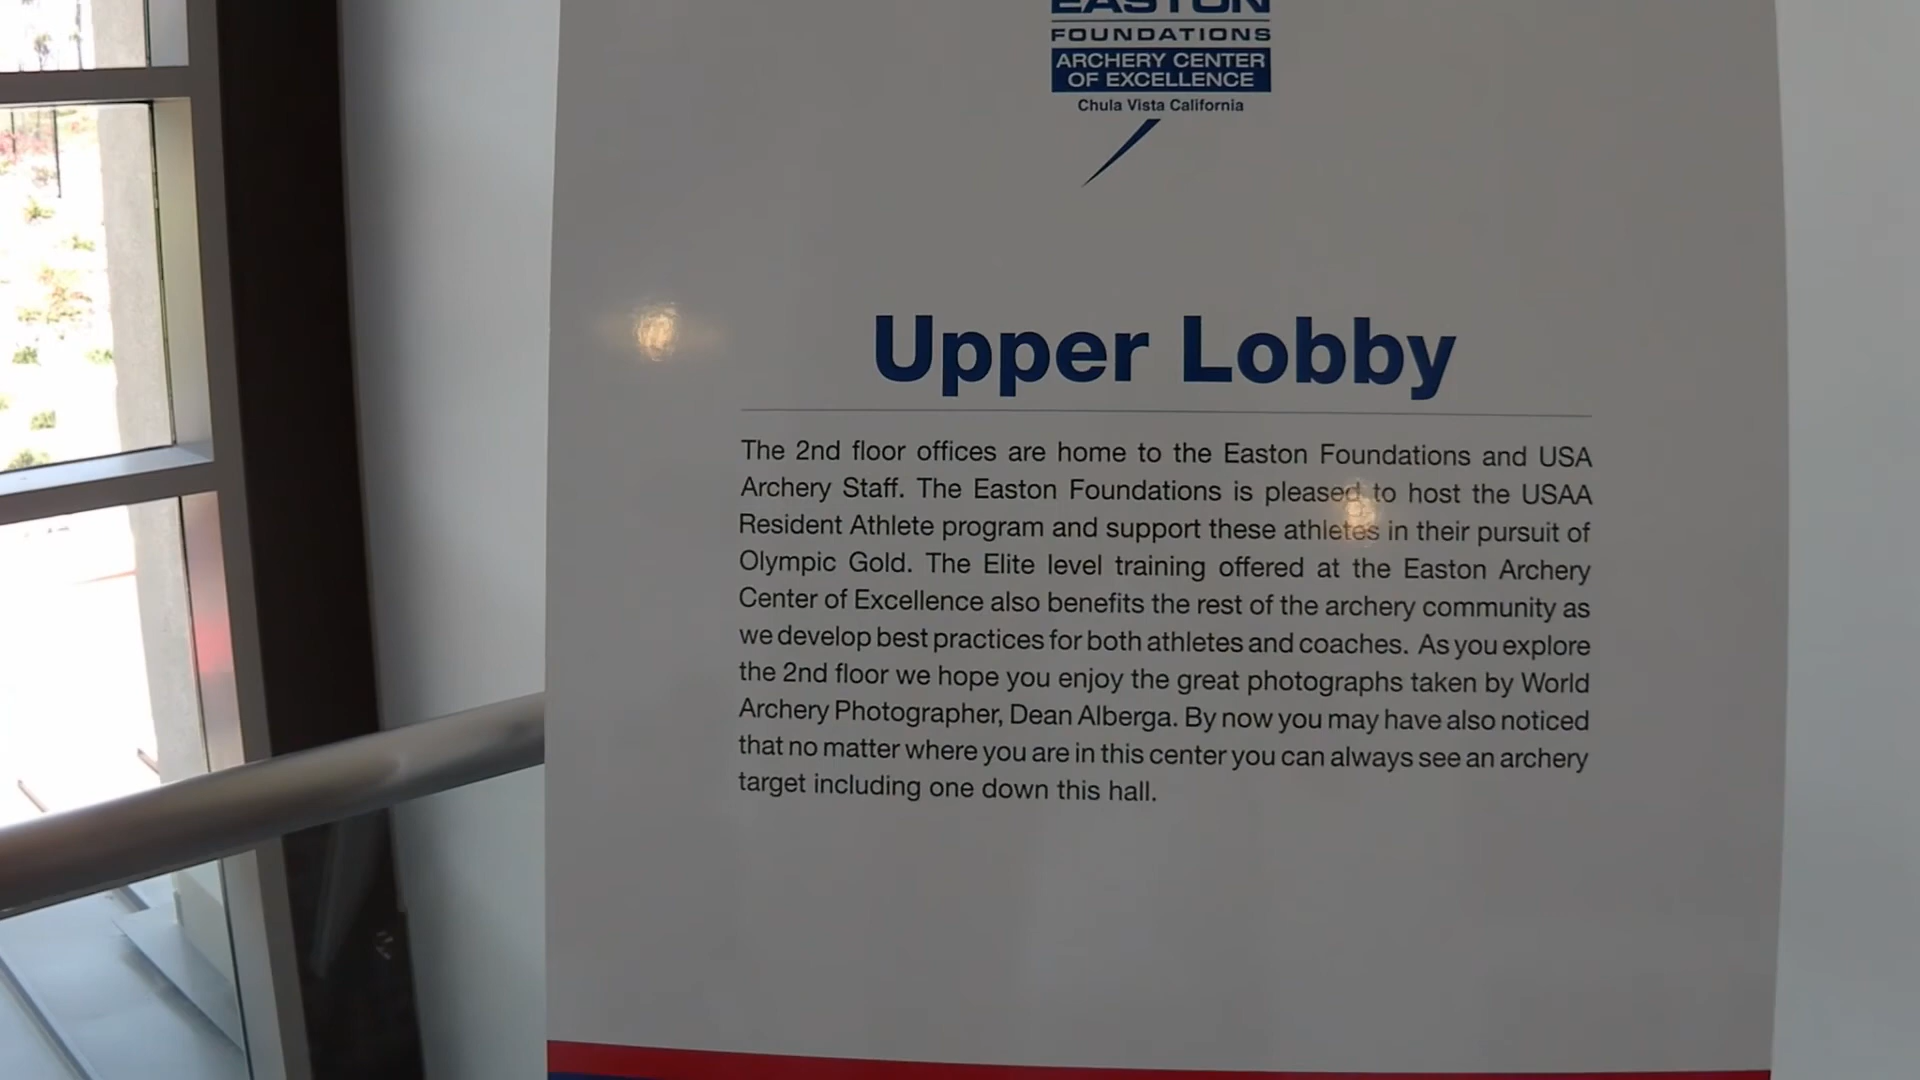 EASTON
FOUNDATIONS
ARCHERY CENTER
OF EXCELLENCE
Chula Vista California
Upper Lobby
The 2nd floor offices are home to the Easton Foundations and USA
Archery Staff. The Easton Foundations is pleased to host the USAA
Resident Athlete program and support these athletes in their pursuit of
Olympic Gold. The Elite level training offered at the Easton Archery
Center of Excellence also benefits the rest of the archery community as
we develop best practices for both athletes and coaches. As you explore
the 2nd floor we hope you enjoy the great photographs taken by World
Archery Photographer, Dean Alberga. By now you may have also noticed
that no matter where you are in this center you can always see an archery
target including one down this hall.